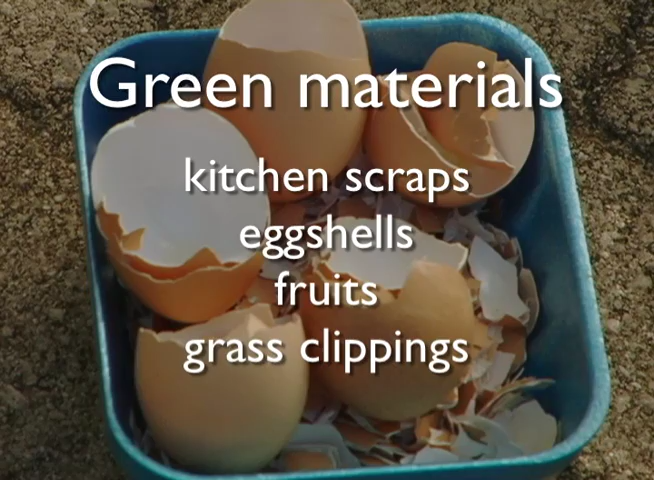 Green materials
kitchen scraps
eggshells
fruits
grass clippings